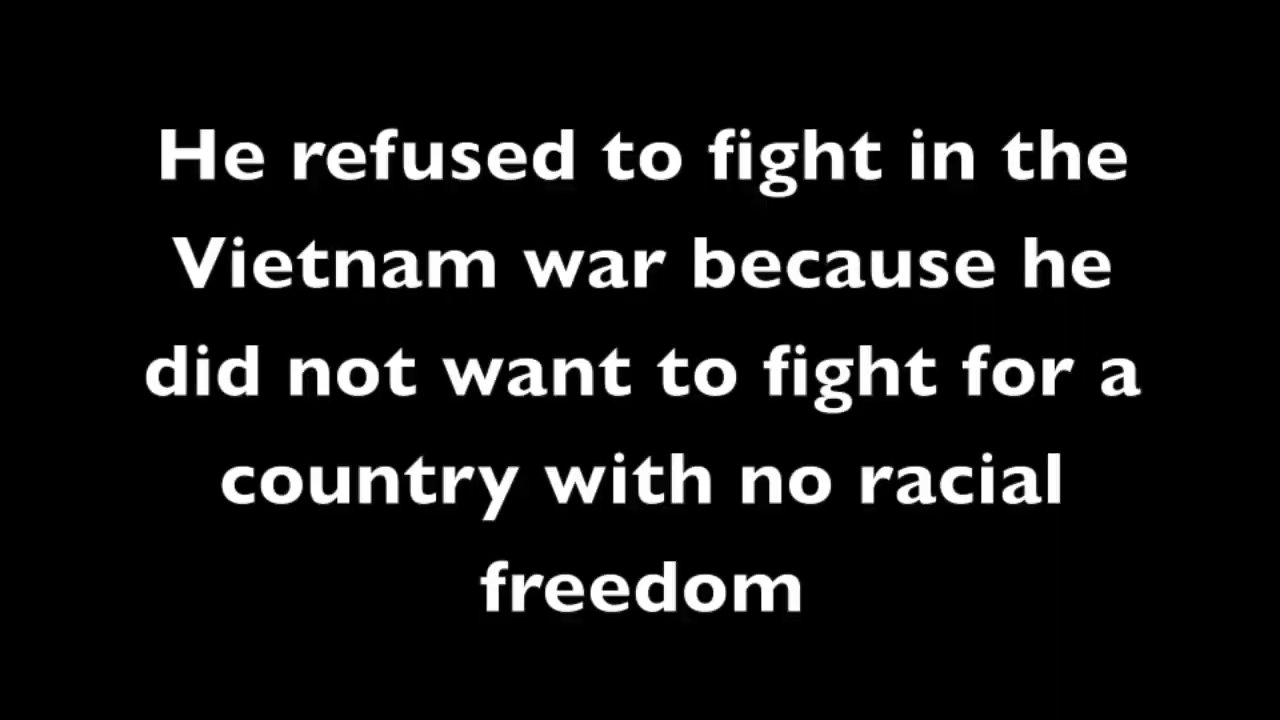 He refused to fight in the
Vietnam war because he
did not want to fight for a
country with no racial
freedom